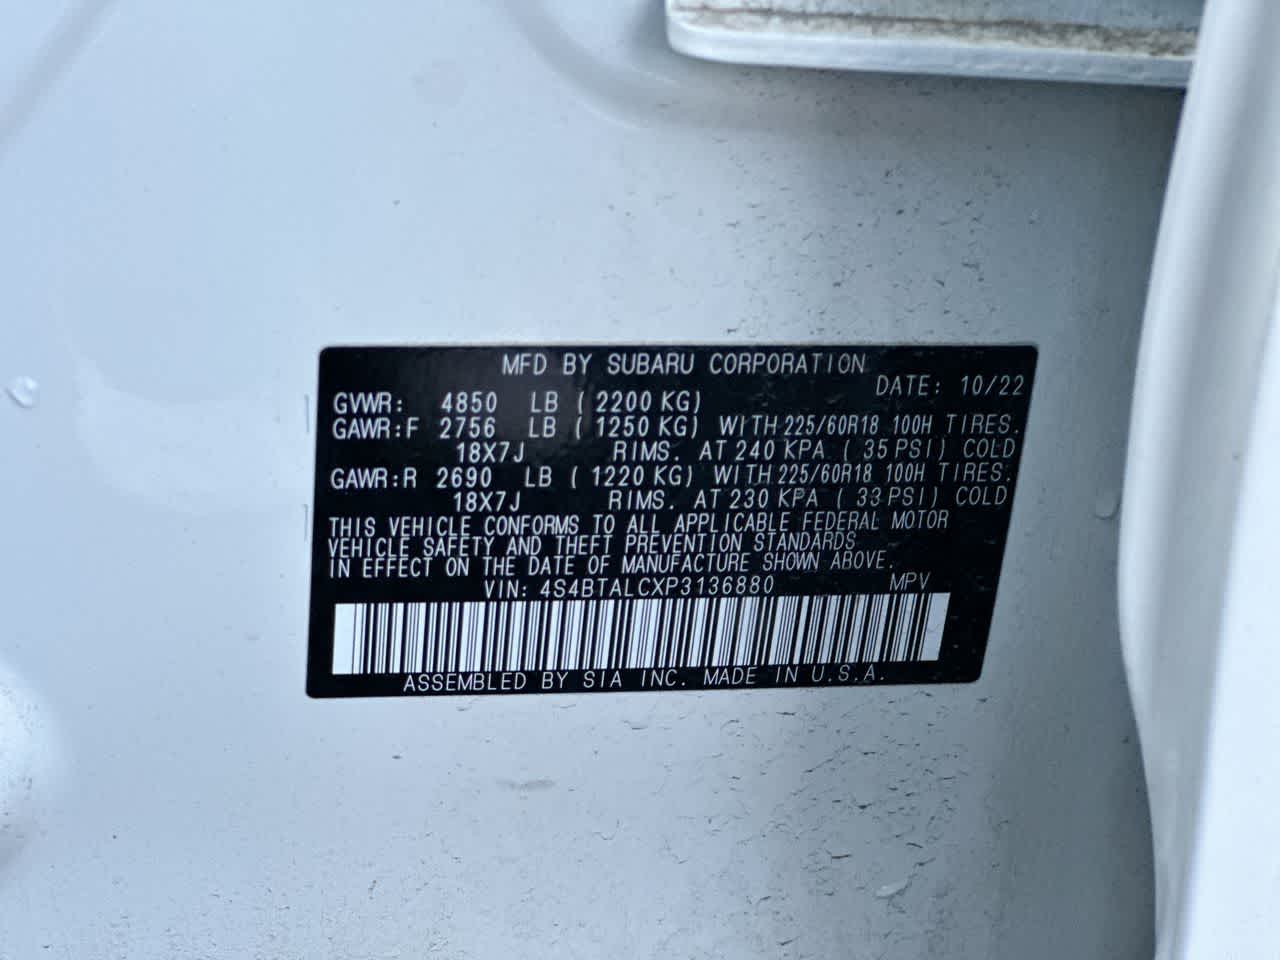 MFD BY SUBARU CORPORATION
DATE: 10/22
GVWR: 4850 LB ( 2200 KG)
GAWR:F 2756 LB ( 1250 KG) WITH 225/60R18 100H TIRES.
18X7J RIMS. AT 240 KPA ( 35 PSI) COLD
GAWR:R 2690 LB ( 1220 KG) WITH 225/60R18 100H TIRES.
18X7J RIMS. AT 230 KPA ( 33 PSI) COLD
THIS VEHICLE CONFORMS TO ALL APPLICABLE FEDERAL MOTOR
VEHICLE SAFETY AND THEFT PREVENTION STANDARDS
IN EFFECT ON THE DATE OF MANUFACTURE SHOWN ABOVE.
VIN: 4S4BTALCXP3136880 MPV
ASSEMBLED BY SIA INC. MADE IN U.S.A.